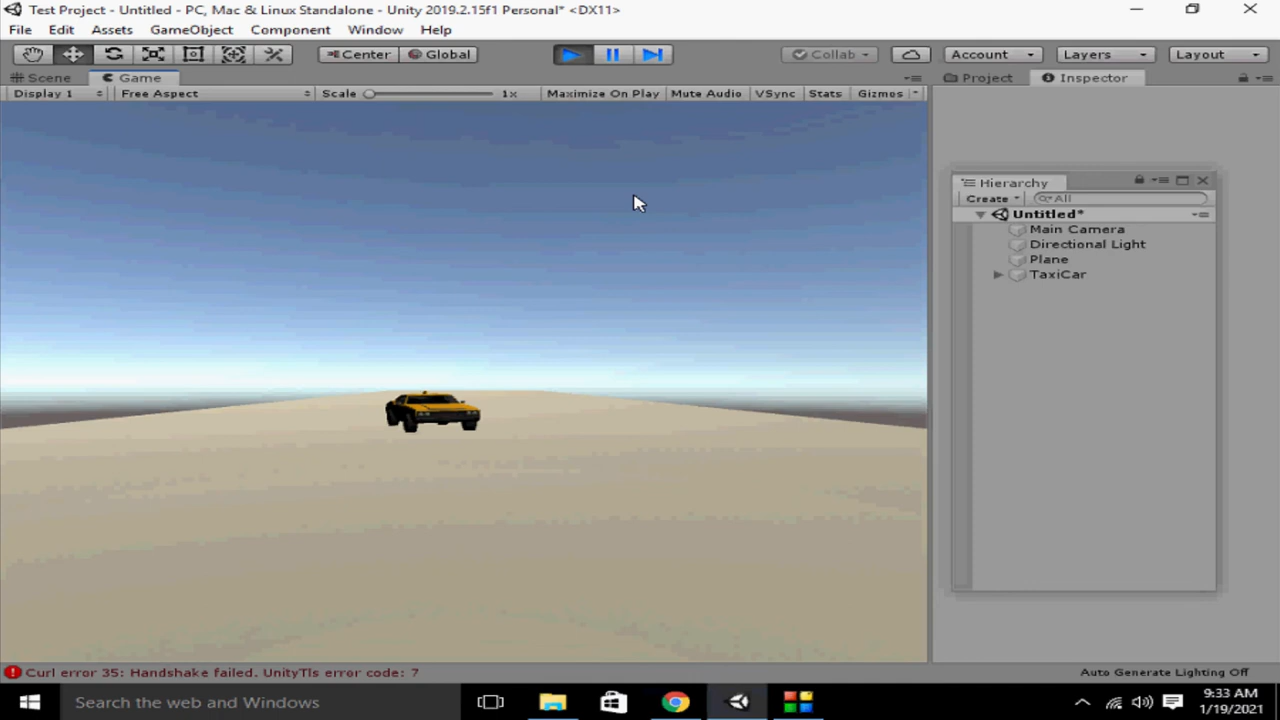 Test Project - Untitled - PC, Mac & Linux Standalone - Unity 2019.2.15f1 Personal* <DX11>
File Edit Assets GameObject Component Window Help
Center Global Collab Account Layers Layout
Scene Game Project Inspector
Display 1 Free Aspect Scale 1x Maximize On Play Mute Audio VSync Stats Gizmos
Hierarchy
Create All
Untitled*
Main Camera
Directional Light
Plane
TaxiCar
Curl error 35: Handshake failed. UnityTls error code: 7
Auto Generate Lighting Off
Search the web and Windows
9:33 AM
1/19/2021